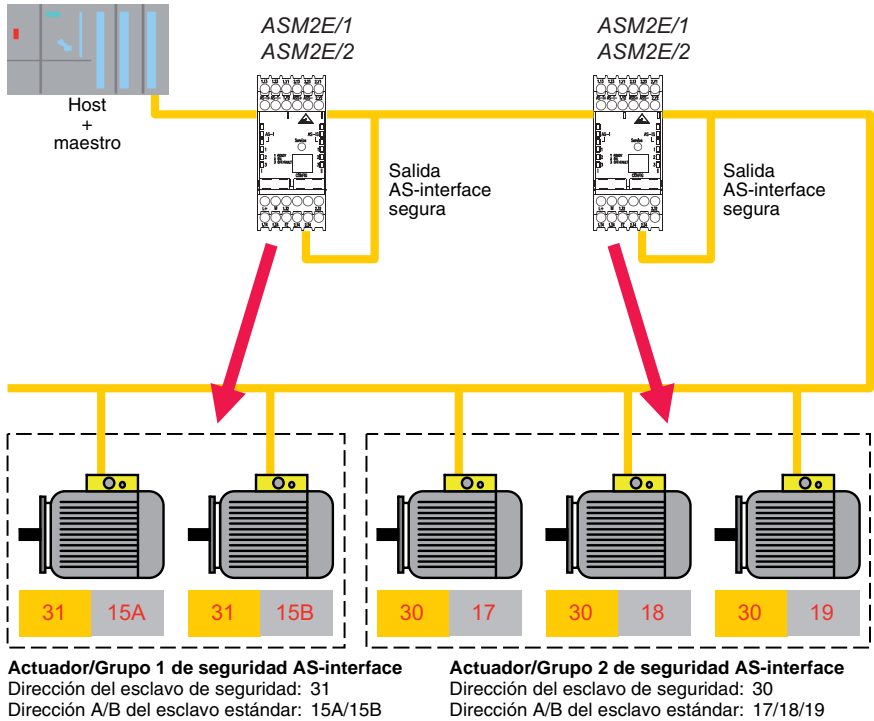 ASM2E/1
ASM2E/2
ASM2E/1
ASM2E/2
Host
+
maestro
Salida
AS-interface
segura
Salida
AS-interface
segura
31 15A
31 15B
30 17
30 18
30 19
Actuador/Grupo 1 de seguridad AS-interface
Dirección del esclavo de seguridad: 31
Dirección A/B del esclavo estándar: 15A/15B
Actuador/Grupo 2 de seguridad AS-interface
Dirección del esclavo de seguridad: 30
Dirección A/B del esclavo estándar: 17/18/19